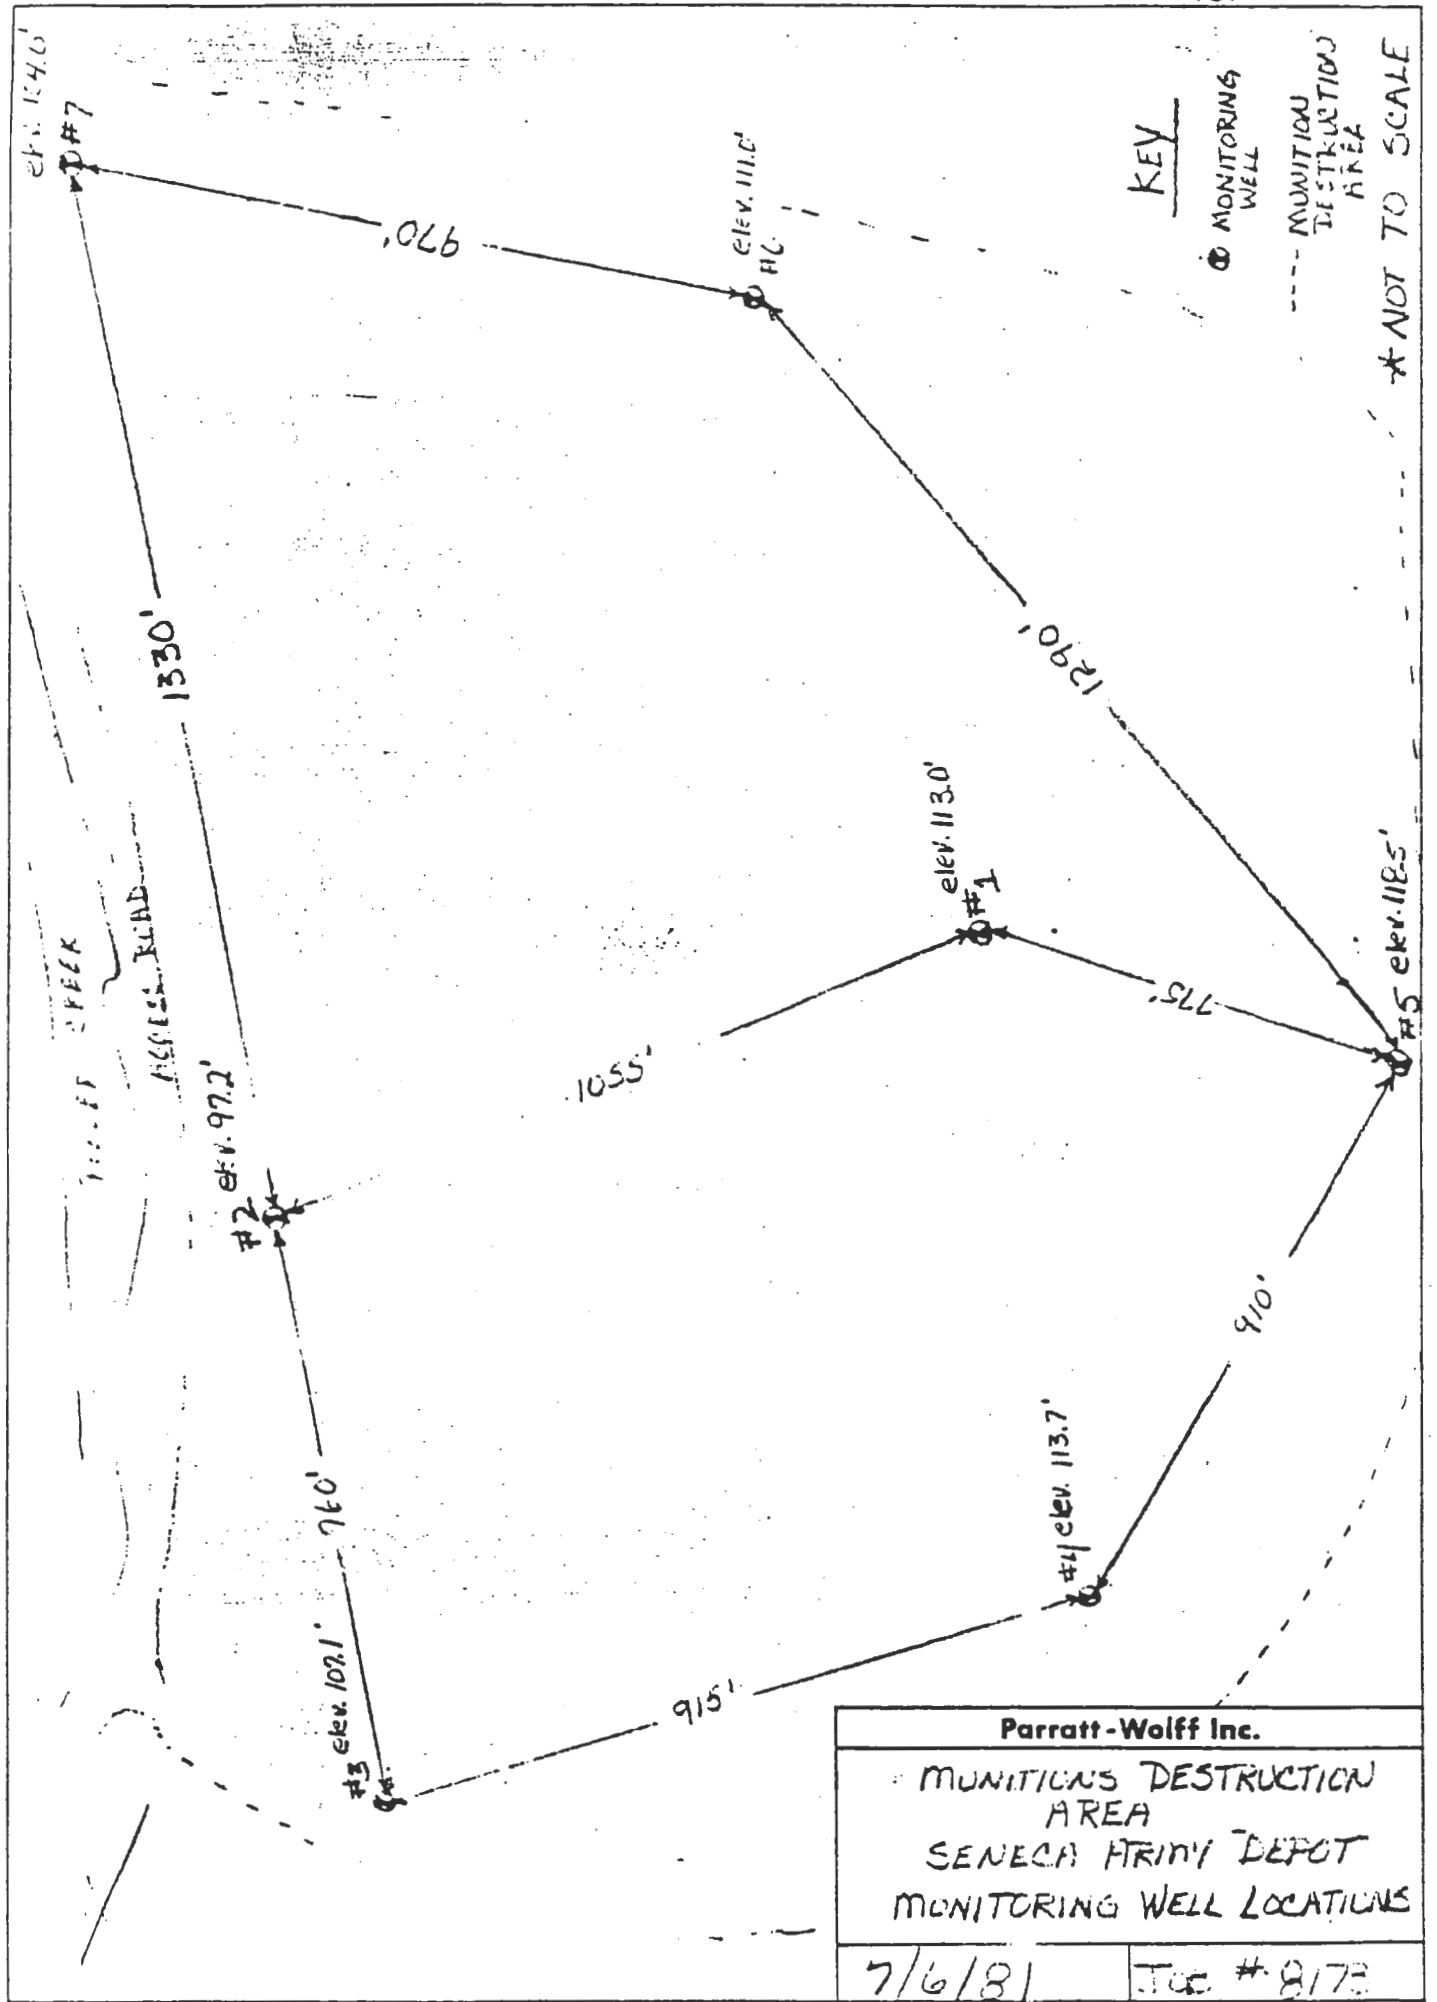 #7
970'
elev. 111.0'
KEY
MONITORING
WELL
MUNITION
DESTRUCTION
AREA
* NOT TO SCALE
1330'
1290'
CREEK
ACCESS ROAD
elev. 113.0'
#1
775'
#5 elev. 118.5'
1055'
elev. 97.2'
#2
760'
910'
#4 elev. 113.7'
#3 elev. 107.1'
915'
Parratt-Wolff Inc.
MUNITIONS DESTRUCTION
AREA
SENECA ARMY DEPOT
MONITORING WELL LOCATIONS
7/6/81